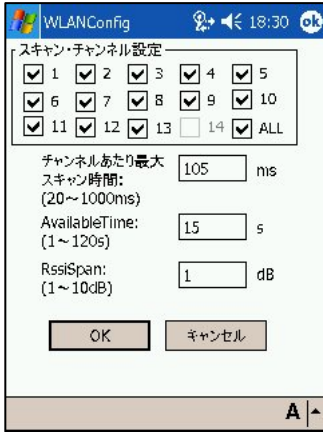 WLANConfig 18:30 ok
スキャン・チャンネル設定
1 2 3 4 5
6 7 8 9 10
11 12 13 14 ALL
チャンネルあたり最大
スキャン時間:
(20～1000ms)
105 ms
AvailableTime:
(1～120s)
15 s
RssiSpan:
(1～10dB)
1 dB
OK キャンセル
A